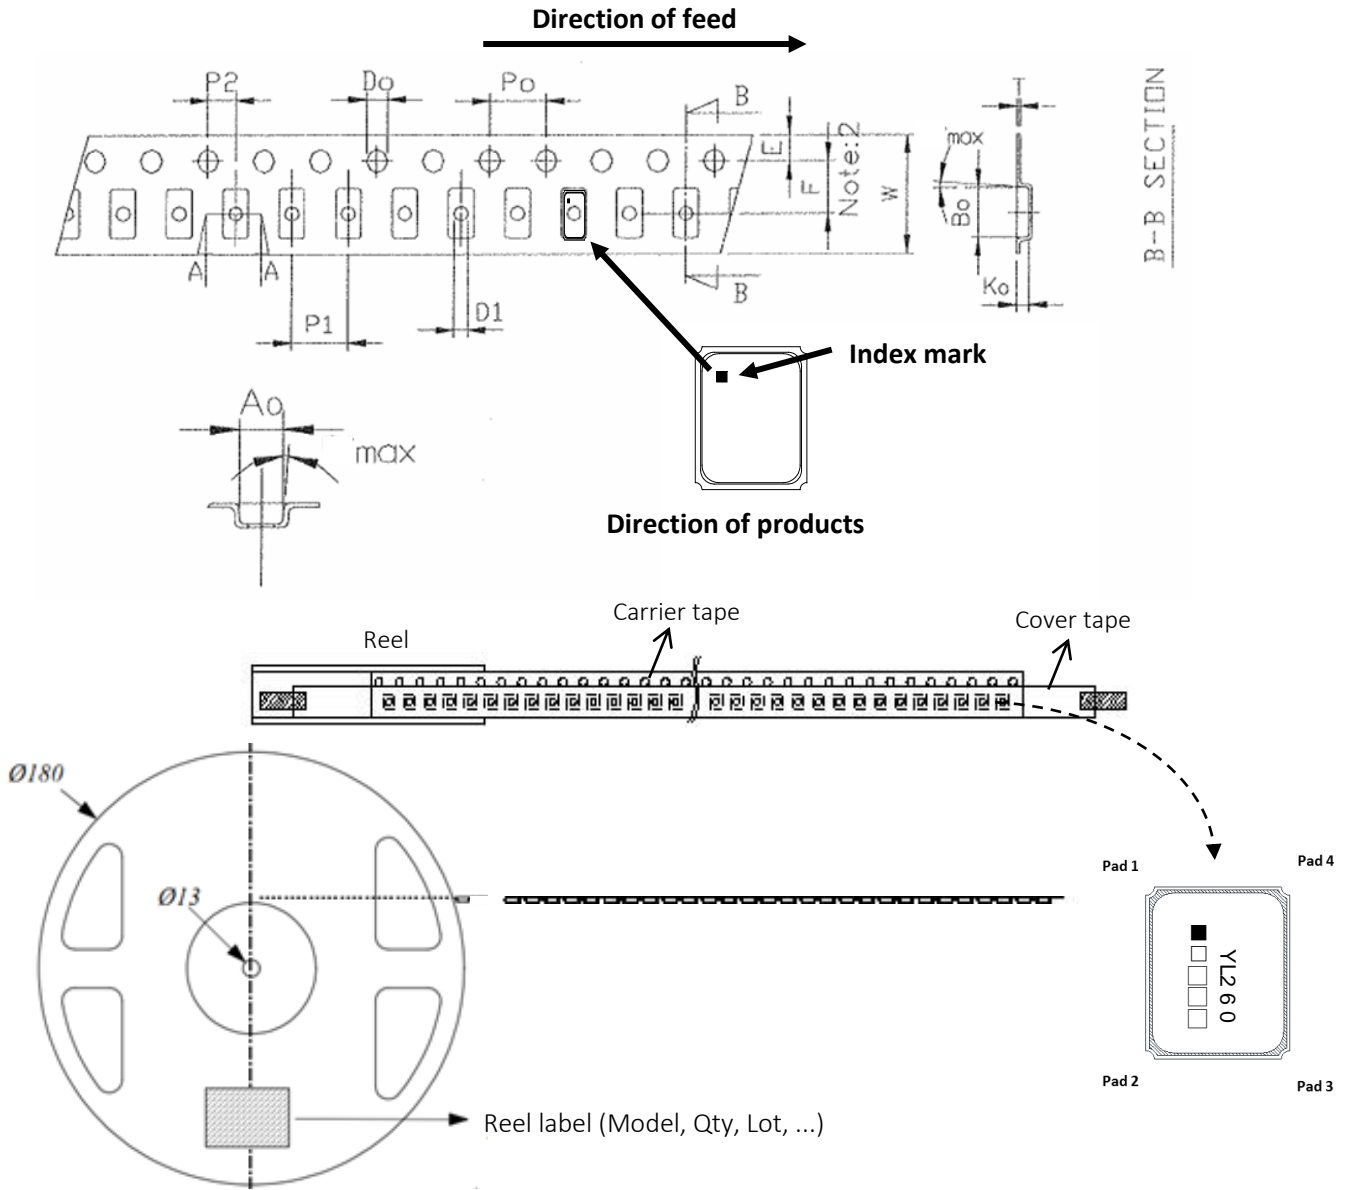 Direction of feed
P2
Do
Po
B
T
E
Note:2
F
W
max
Bo
B-B SECTION
A
A
B
Ko
P1
D1
Index mark
Ao
max
Direction of products
Carrier tape
Cover tape
Reel
Ø180
Pad 1
Pad 4
Ø13
YL260
Pad 2
Pad 3
Reel label (Model, Qty, Lot, ...)